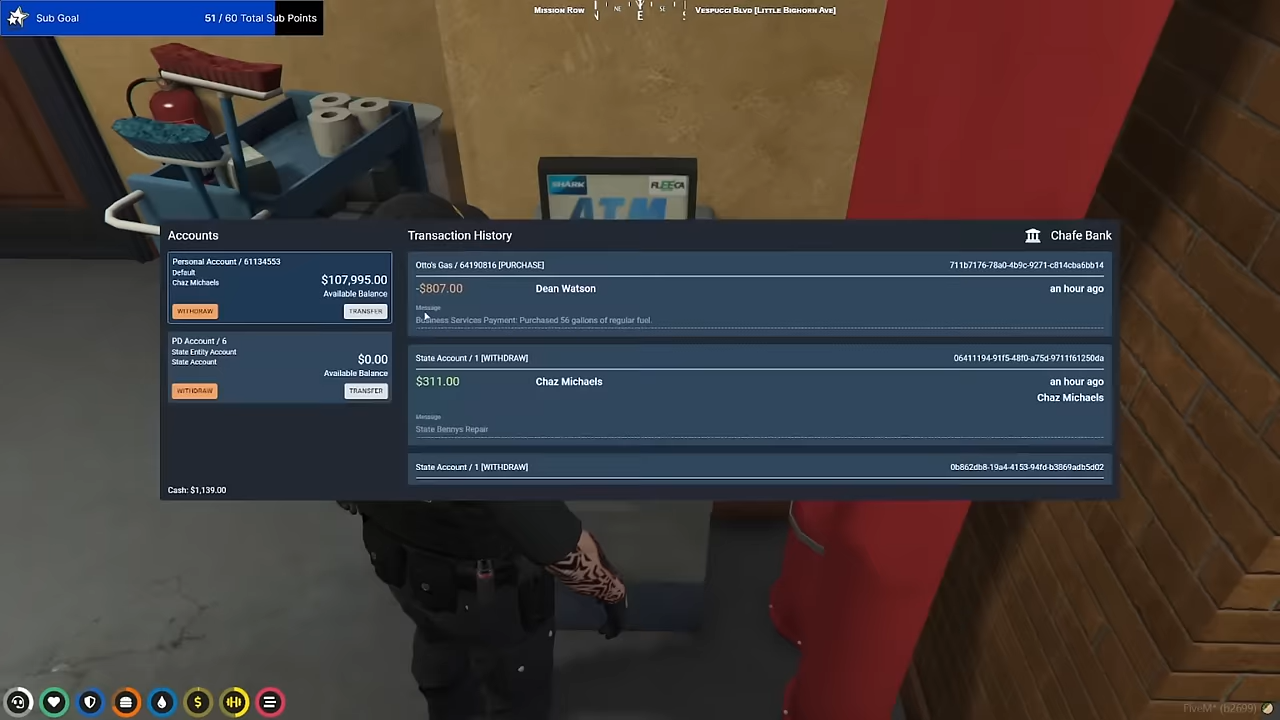 Sub Goal 51 / 60 Total Sub Points
Mission Row N NE E SE S Vespucci Blvd [Little Bighorn Ave]
SHARK FLEECA
ATM
Accounts
Transaction History
Chafe Bank
Personal Account / 61134553
Default
Chaz Michaels
$107,995.00
Available Balance
WITHDRAW TRANSFER
PD Account / 6
State Entity Account
State Account
$0.00
Available Balance
WITHDRAW TRANSFER
Cash: $1,139.00
Otto's Gas / 64190816 [PURCHASE] 711b7176-78a0-4b9c-9271-c814cba6bb14
-$807.00 Dean Watson an hour ago
Message
Business Services Payment: Purchased 56 gallons of regular fuel.
State Account / 1 [WITHDRAW] 06411194-91f5-48f0-a75d-9711f61250da
$311.00 Chaz Michaels an hour ago
Chaz Michaels
Message
State Bennys Repair
State Account / 1 [WITHDRAW] 0b862db8-19a4-4153-94fd-b3869adb5d02
FiveM* (b2699)